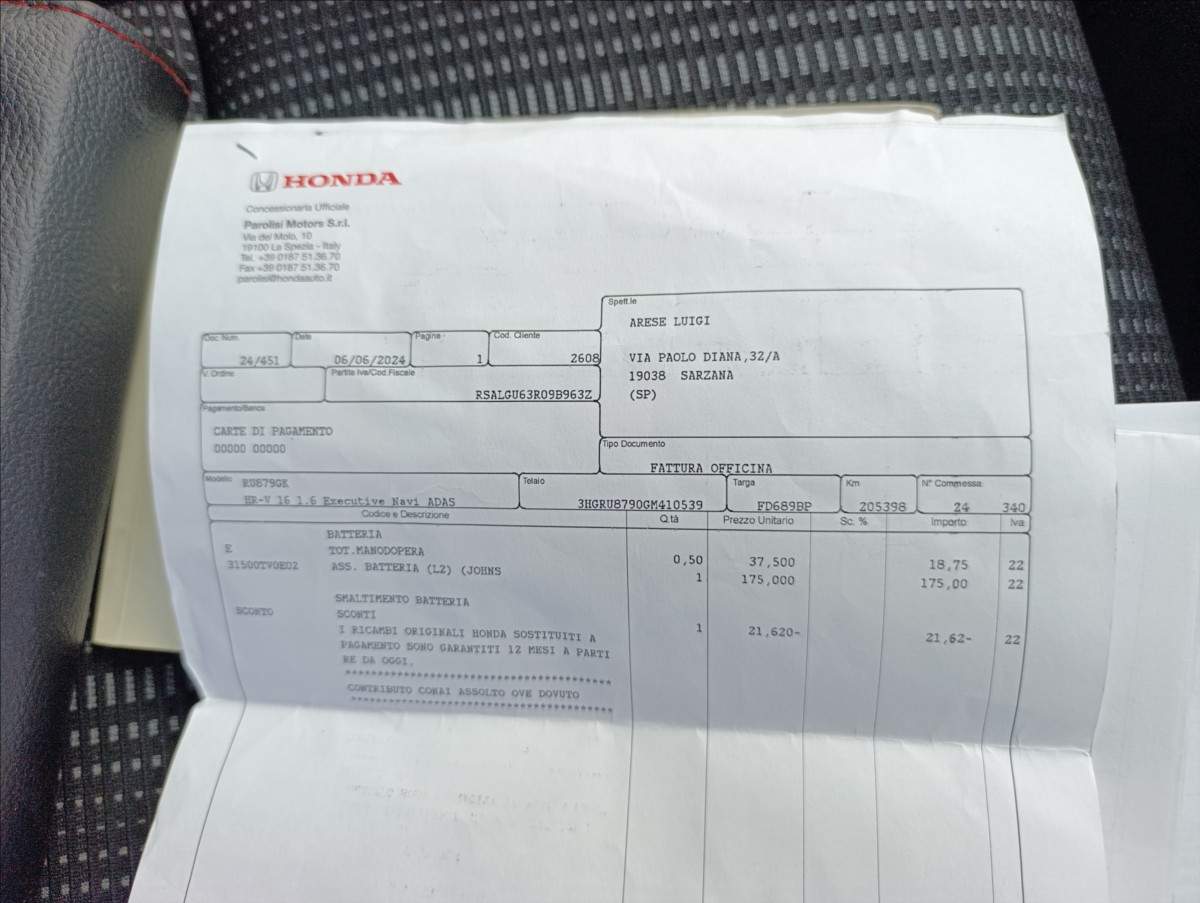 HONDA
Concessionaria Ufficiale
Parolisi Motors S.r.l.
Via del Molo, 10
19100 La Spezia - Italy
Tel. +39 0187 51.36.70
Fax +39 0187 51.36.70
parolisi@hondaauto.it
Spett.le
ARESE LUIGI
VIA PAOLO DIANA,32/A
19038 SARZANA
(SP)
Doc. Num. Data Pagina Cod. Cliente
24/451 06/06/2024 1 2608
V. Ordine Partita Iva/Cod.Fiscale
RSALGU63R09B963Z
Pagamento/Banca
CARTE DI PAGAMENTO
00000 00000
Tipo Documento
FATTURA OFFICINA
Modello Telaio Targa Km N° Commessa
RU879GK
HR-V 16 1.6 Executive Navi ADAS 3HGRU8790GM410539 FD689BP 205398 24 340
Codice e Descrizione Q.tà Prezzo Unitario Sc. % Importo Iva
BATTERIA
E TOT.MANODOPERA 0,50 37,500 18,75 22
31500TV0E02 ASS. BATTERIA (L2) (JOHNS 1 175,000 175,00 22
SMALTIMENTO BATTERIA
SCONTO SCONTI 1 21,620- 21,62- 22
I RICAMBI ORIGINALI HONDA SOSTITUITI A
PAGAMENTO SONO GARANTITI 12 MESI A PARTI
RE DA OGGI.
****************************************
CONTRIBUTO CONAI ASSOLTO OVE DOVUTO
****************************************